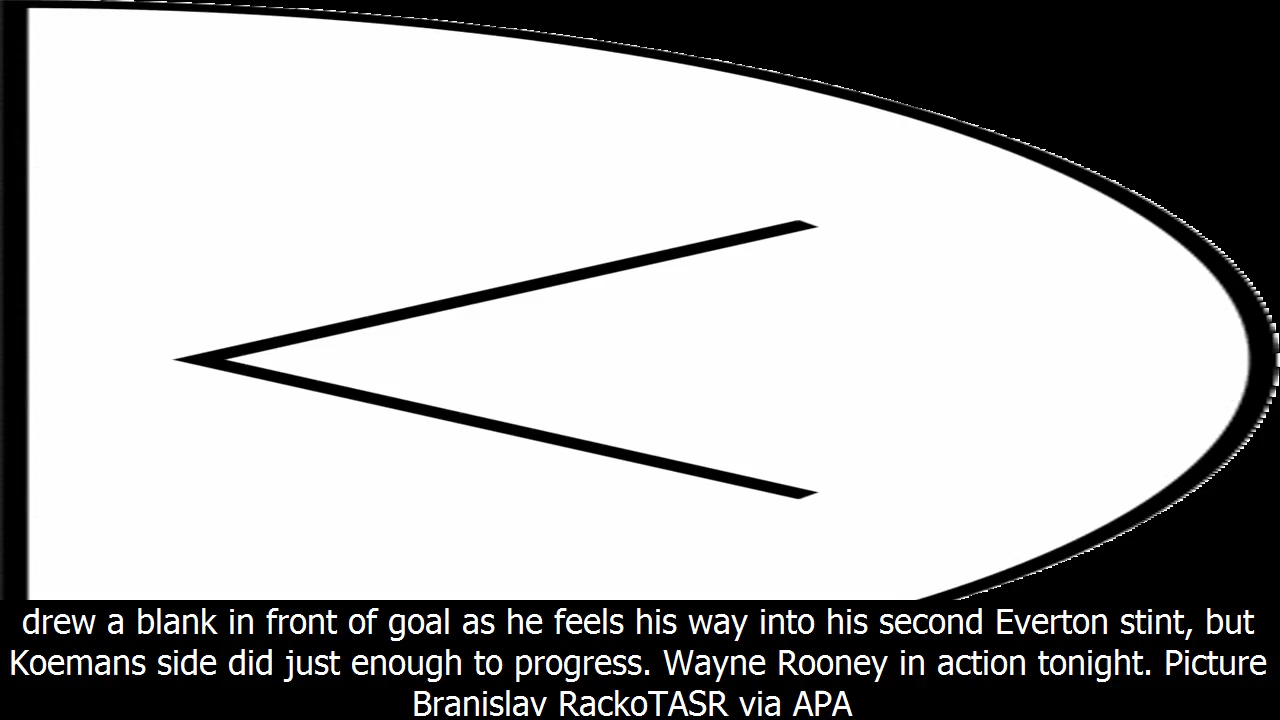 drew a blank in front of goal as he feels his way into his second Everton stint, but
Koemans side did just enough to progress. Wayne Rooney in action tonight. Picture
Branislav RackoTASR via APA